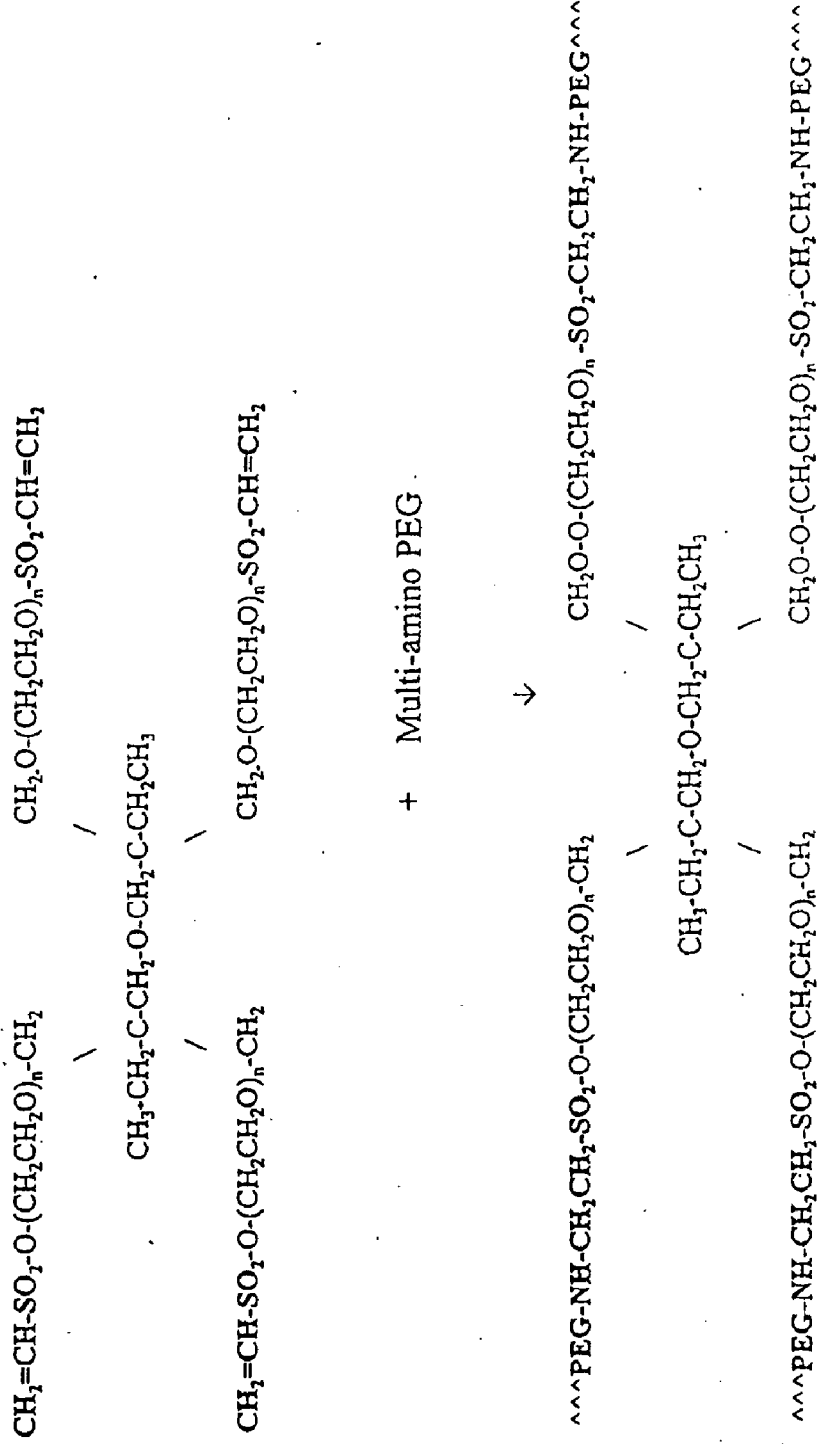 CH₂=CH-SO₂-O-(CH₂CH₂O)ₙ-CH₂ CH₂-O-(CH₂CH₂O)ₙ-SO₂-CH=CH₂
\ /
CH₃-CH₂-C-CH₂-O-CH₂-C-CH₂CH₃
/ \
CH₂=CH-SO₂-O-(CH₂CH₂O)ₙ-CH₂ CH₂-O-(CH₂CH₂O)ₙ-SO₂-CH=CH₂
+ Multi-amino PEG
↓
^^^PEG-NH-CH₂CH₂-SO₂-O-(CH₂CH₂O)ₙ-CH₂ CH₂O-O-(CH₂CH₂O)ₙ-SO₂-CH₂CH₂-NH-PEG^^^
\ /
CH₃-CH₂-C-CH₂-O-CH₂-C-CH₂CH₃
/ \
^^^PEG-NH-CH₂CH₂-SO₂-O-(CH₂CH₂O)ₙ-CH₂ CH₂O-O-(CH₂CH₂O)ₙ-SO₂-CH₂CH₂-NH-PEG^^^